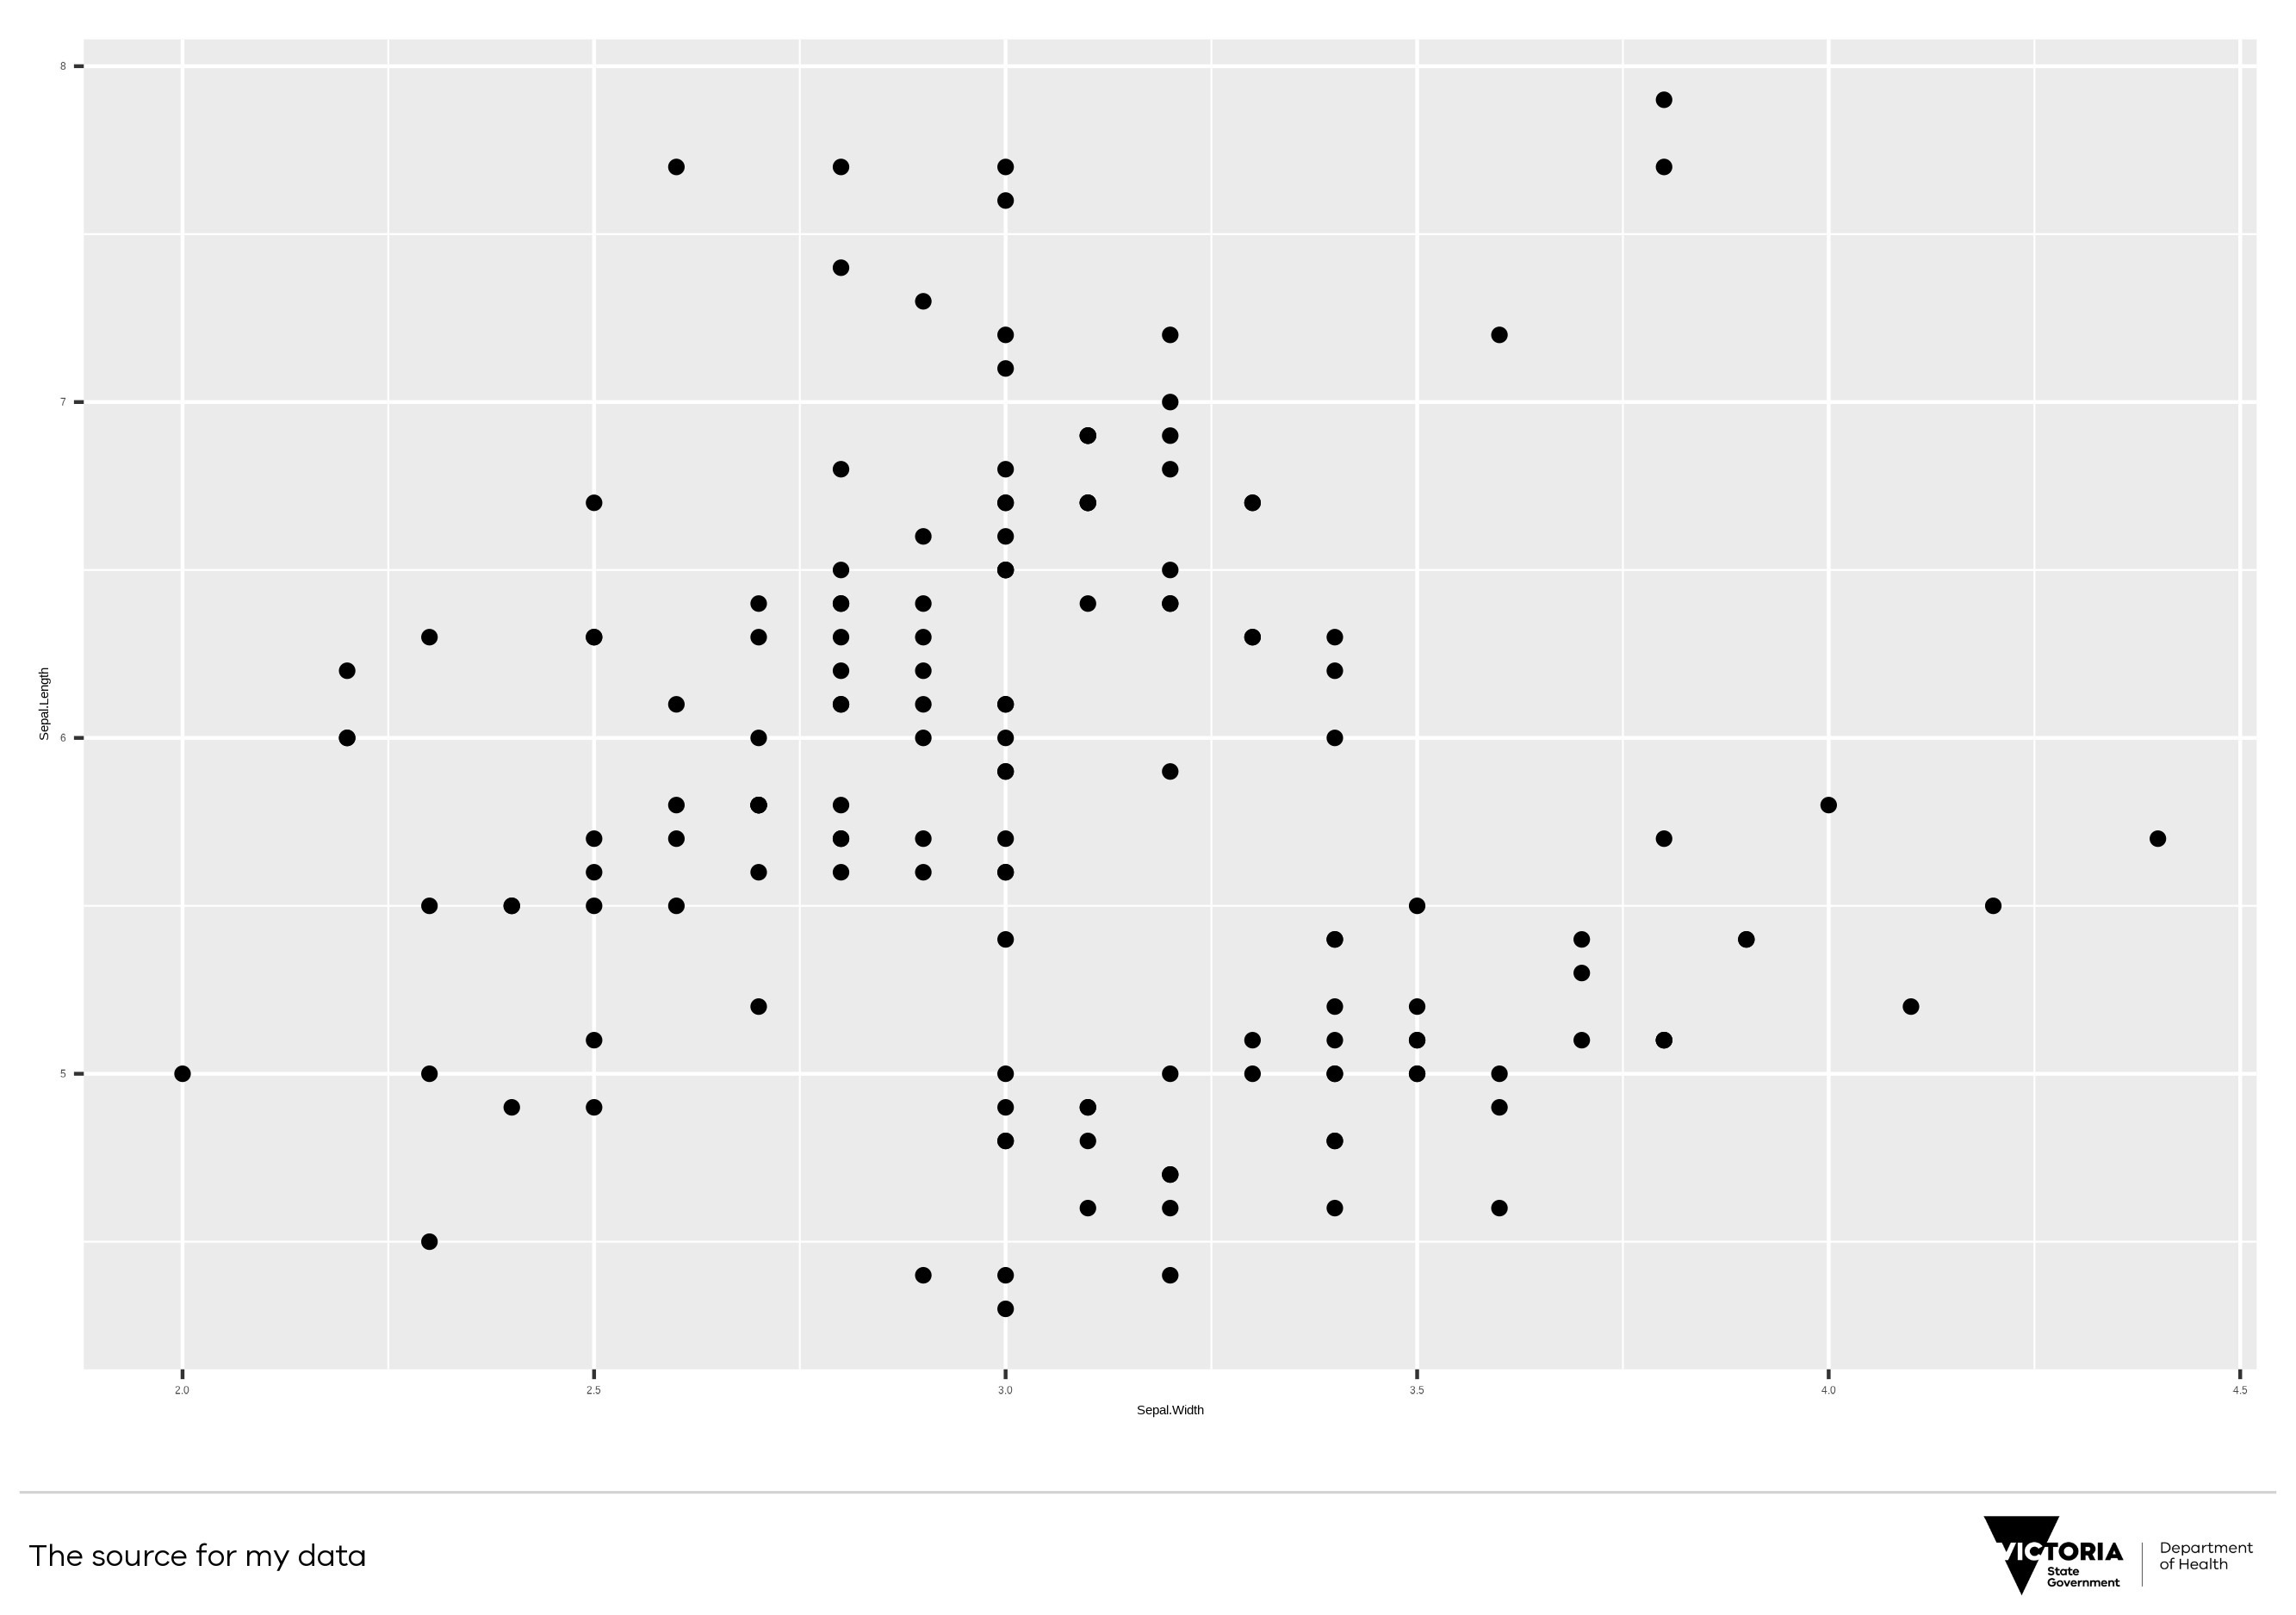 8
7
6
5
Sepal.Length
2.0 2.5 3.0 3.5 4.0 4.5
Sepal.Width
The source for my data
VICTORIA
State
Government
Department
of Health